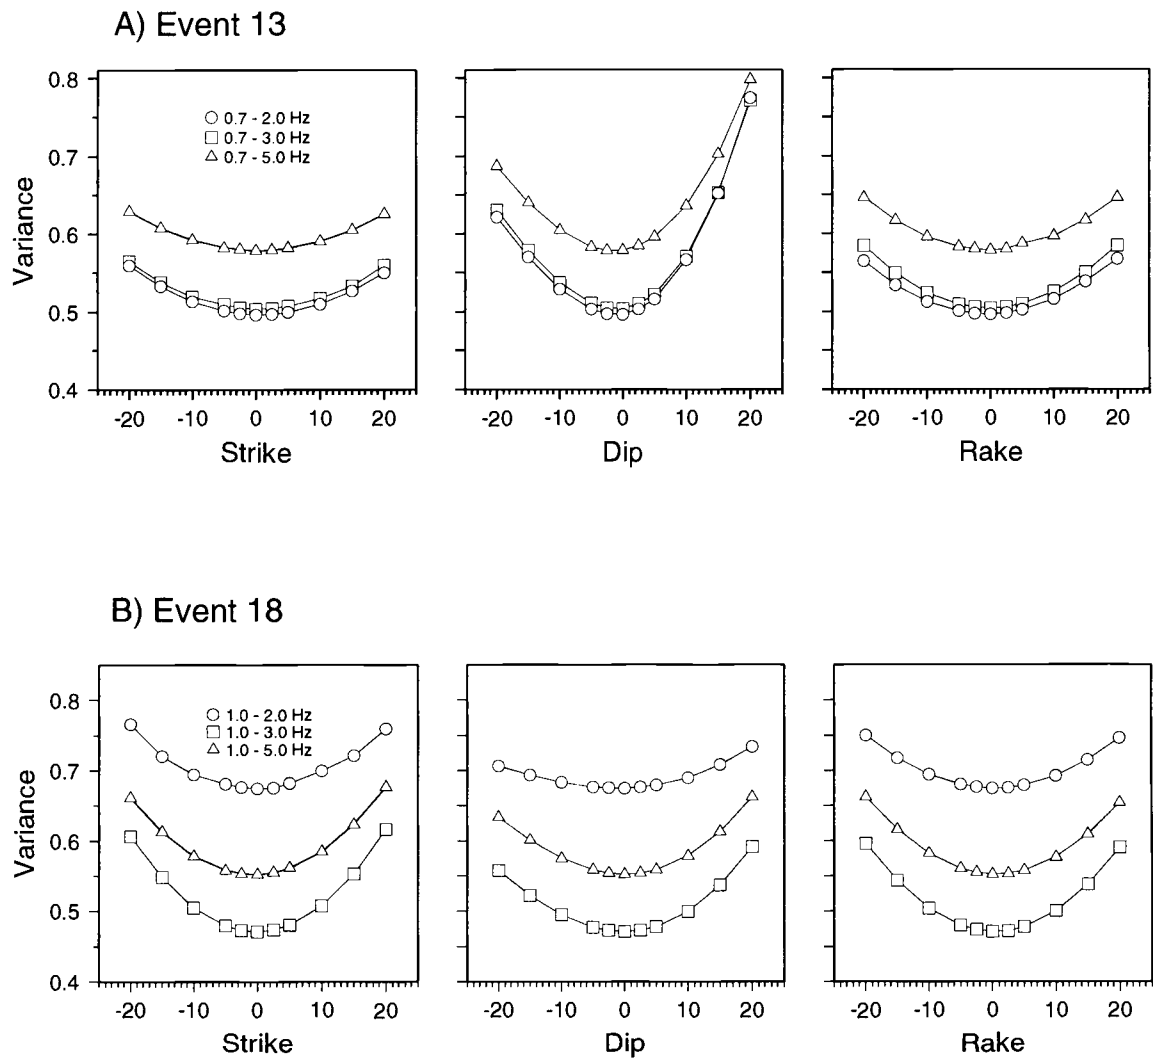 A) Event 13
0.8
0.7
0.6
0.5
0.4
Variance
0.7 - 2.0 Hz
0.7 - 3.0 Hz
0.7 - 5.0 Hz
-20 -10 0 10 20
Strike
-20 -10 0 10 20
Dip
-20 -10 0 10 20
Rake
B) Event 18
0.8
0.7
0.6
0.5
0.4
Variance
1.0 - 2.0 Hz
1.0 - 3.0 Hz
1.0 - 5.0 Hz
-20 -10 0 10 20
Strike
-20 -10 0 10 20
Dip
-20 -10 0 10 20
Rake